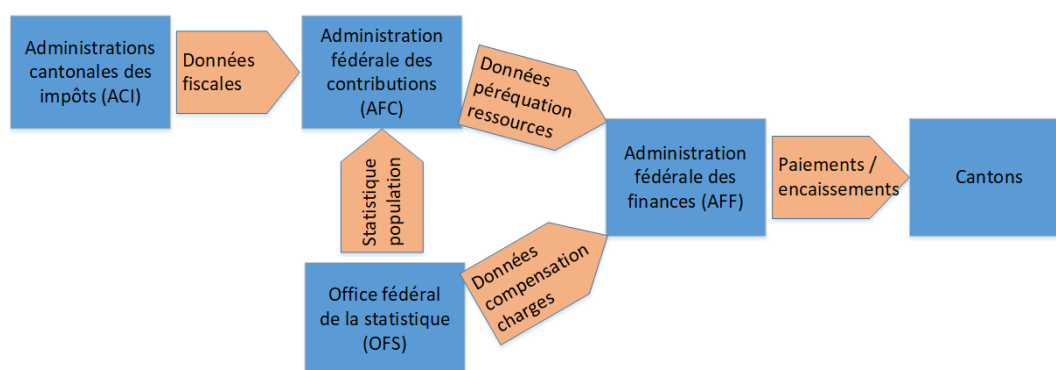 Administrations
cantonales des
impôts (ACI)
Données
fiscales
Administration
fédérale des
contributions
(AFC)
Données
péréquation
ressources
Statistique
population
Office fédéral
de la statistique
(OFS)
Données
compensation
charges
Administration
fédérale des
finances (AFF)
Paiements /
encaissements
Cantons